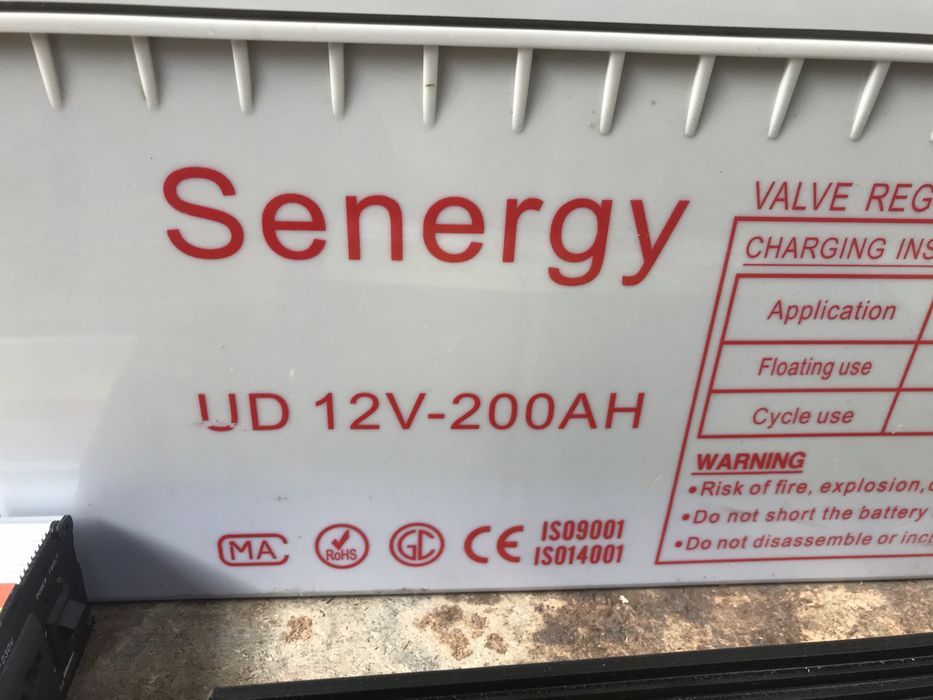 Senergy
UD 12V-200AH
MA
RoHS
GC
CE
ISO9001
ISO14001
VALVE REG
CHARGING INS
Application
Floating use
Cycle use
WARNING
•Risk of fire, explosion,
•Do not short the battery
•Do not disassemble or inci